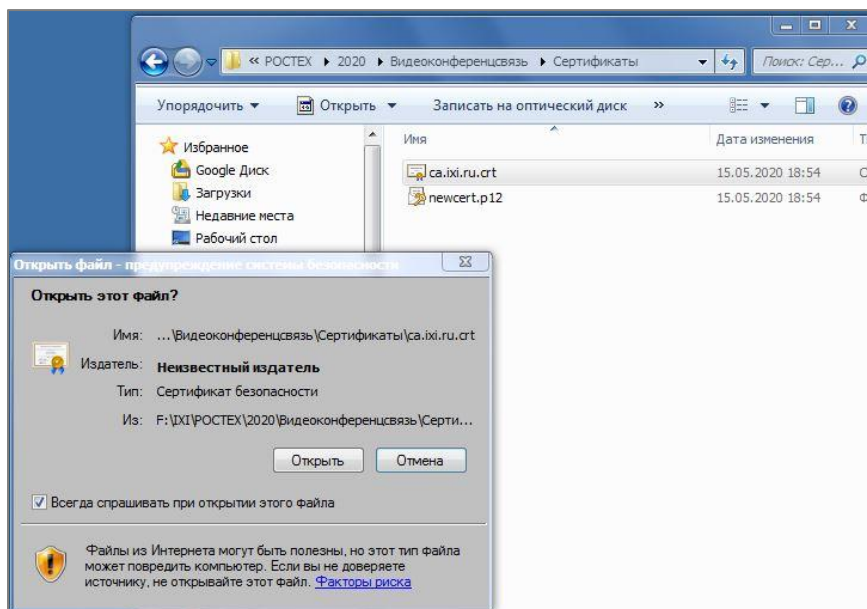 « РОСТЕХ ▸ 2020 ▸ Видеоконференцсвязь ▸ Сертификаты
Поиск: Сер...
Упорядочить Открыть Записать на оптический диск »
Избранное
Google Диск
Загрузки
Недавние места
Рабочий стол
Имя Дата изменения
ca.ixi.ru.crt 15.05.2020 18:54
newcert.p12 15.05.2020 18:54
Открыть файл - предупреждение системы безопасности
Открыть этот файл?
Имя: ...\Видеоконференцсвязь\Сертификаты\ca.ixi.ru.crt
Издатель: Неизвестный издатель
Тип: Сертификат безопасности
Из: F:\IXI\РОСТЕХ\2020\Видеоконференцсвязь\Серти...
Открыть Отмена
Всегда спрашивать при открытии этого файла
Файлы из Интернета могут быть полезны, но этот тип файла
может повредить компьютер. Если вы не доверяете
источнику, не открывайте этот файл. Факторы риска